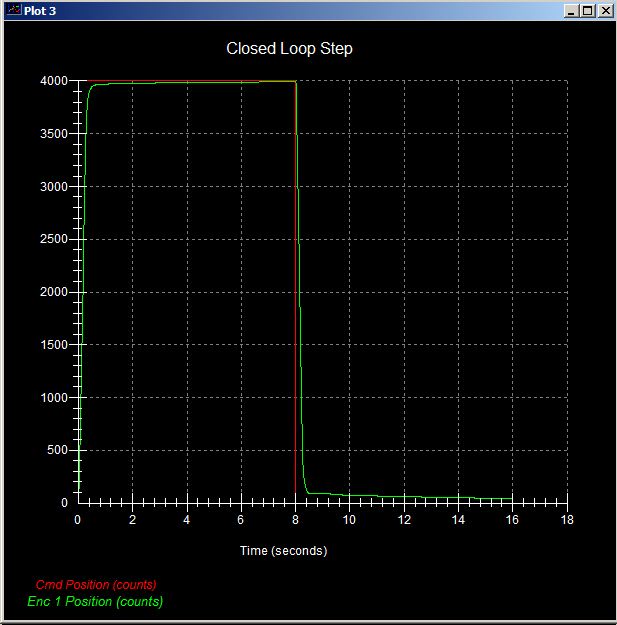 Plot 3
Closed Loop Step
4000
3500
3000
2500
2000
1500
1000
500
0
0 2 4 6 8 10 12 14 16 18
Time (seconds)
Cmd Position (counts)
Enc 1 Position (counts)